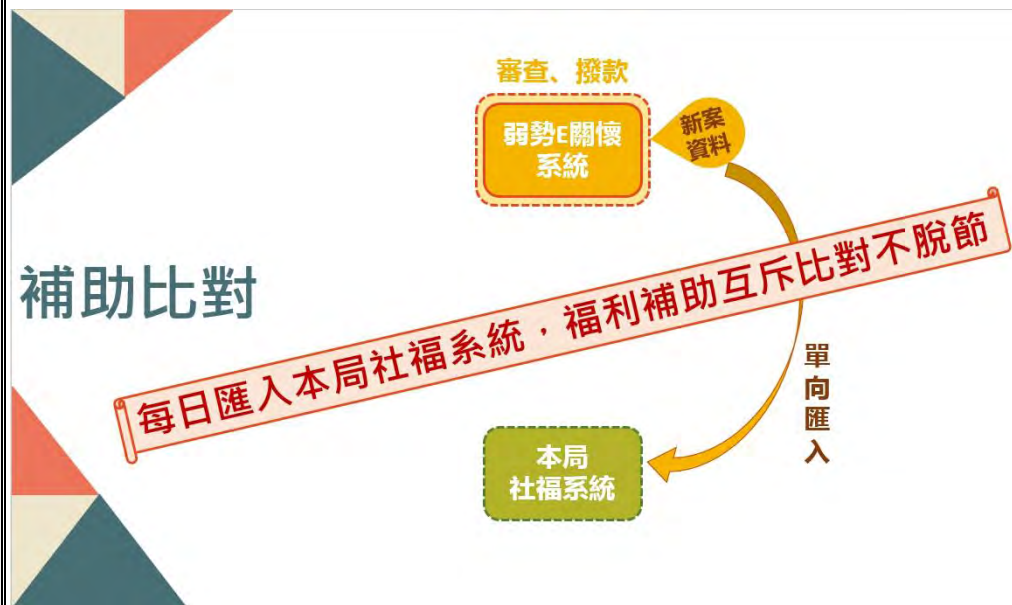 補助比對
審查、撥款
弱勢E關懷
系統
新案
資料
每日匯入本局社福系統，福利補助互斥比對不脫節
單
向
匯
入
本局
社福系統